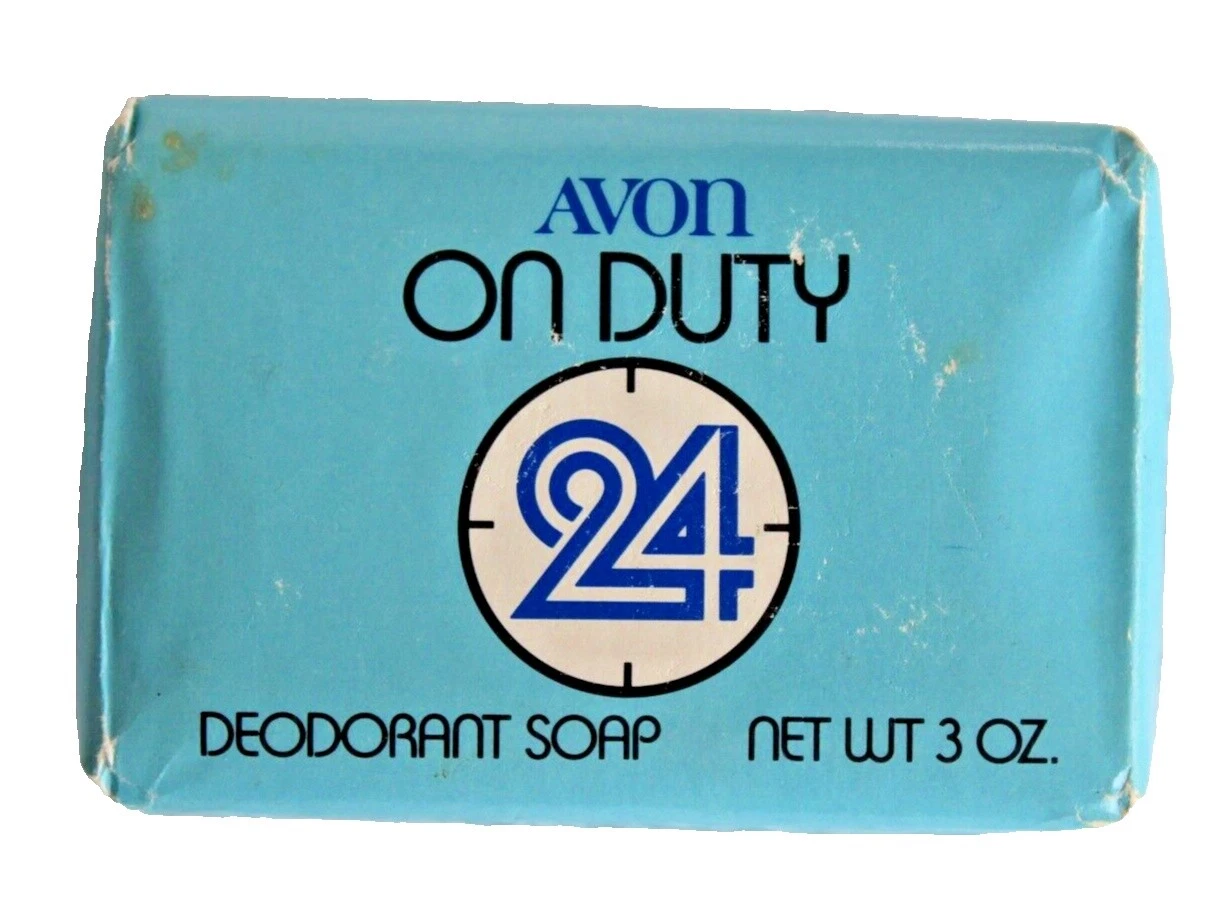 AVON
ON DUTY
24
DEODORANT SOAP NET WT 3 OZ.